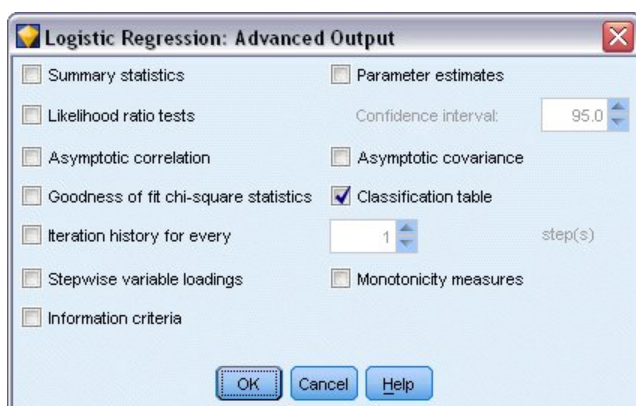 Logistic Regression: Advanced Output
Summary statistics
Parameter estimates
Likelihood ratio tests
Confidence interval: 95.0
Asymptotic correlation
Asymptotic covariance
Goodness of fit chi-square statistics
Classification table
Iteration history for every 1 step(s)
Stepwise variable loadings
Monotonicity measures
Information criteria
OK Cancel Help